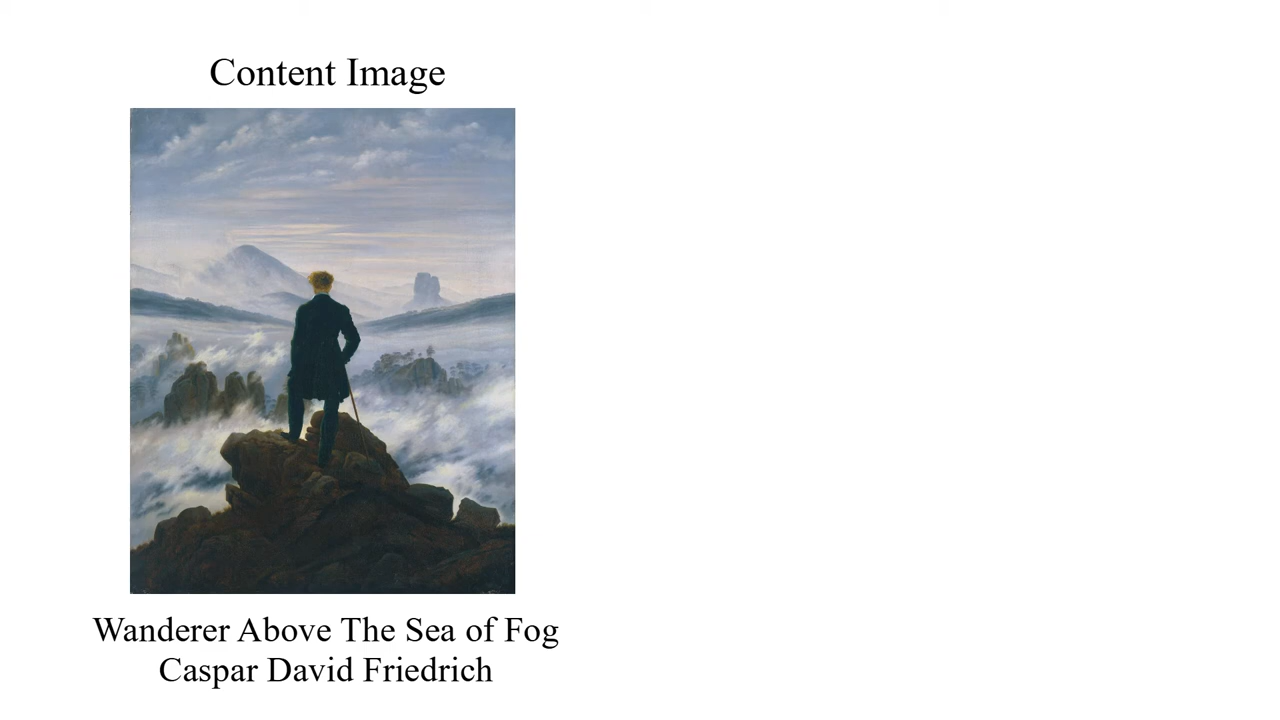 Content Image
Wanderer Above The Sea of Fog
Caspar David Friedrich